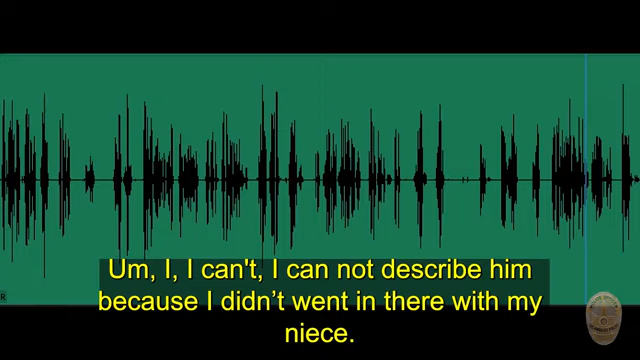 Um, I, I can't, I can not describe him
because I didn’t went in there with my
niece.
R